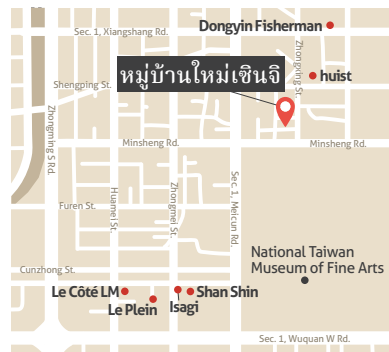 Dongyin Fisherman
Sec. 1, Xiangshang Rd.
Zhongxing St.
huist
หมู่บ้านใหม่เซินจี
Shengping St.
Zhongming S Rd.
Minsheng Rd.
Minsheng Rd.
Huamei St.
Zhongmei St.
Sec. 1, Meicun Rd.
Furen St.
National Taiwan
Museum of Fine Arts
Cunzhong St.
Le Côté LM
Shan Shin
Le Plein
Isagi
Sec. 1, Wuquan W Rd.